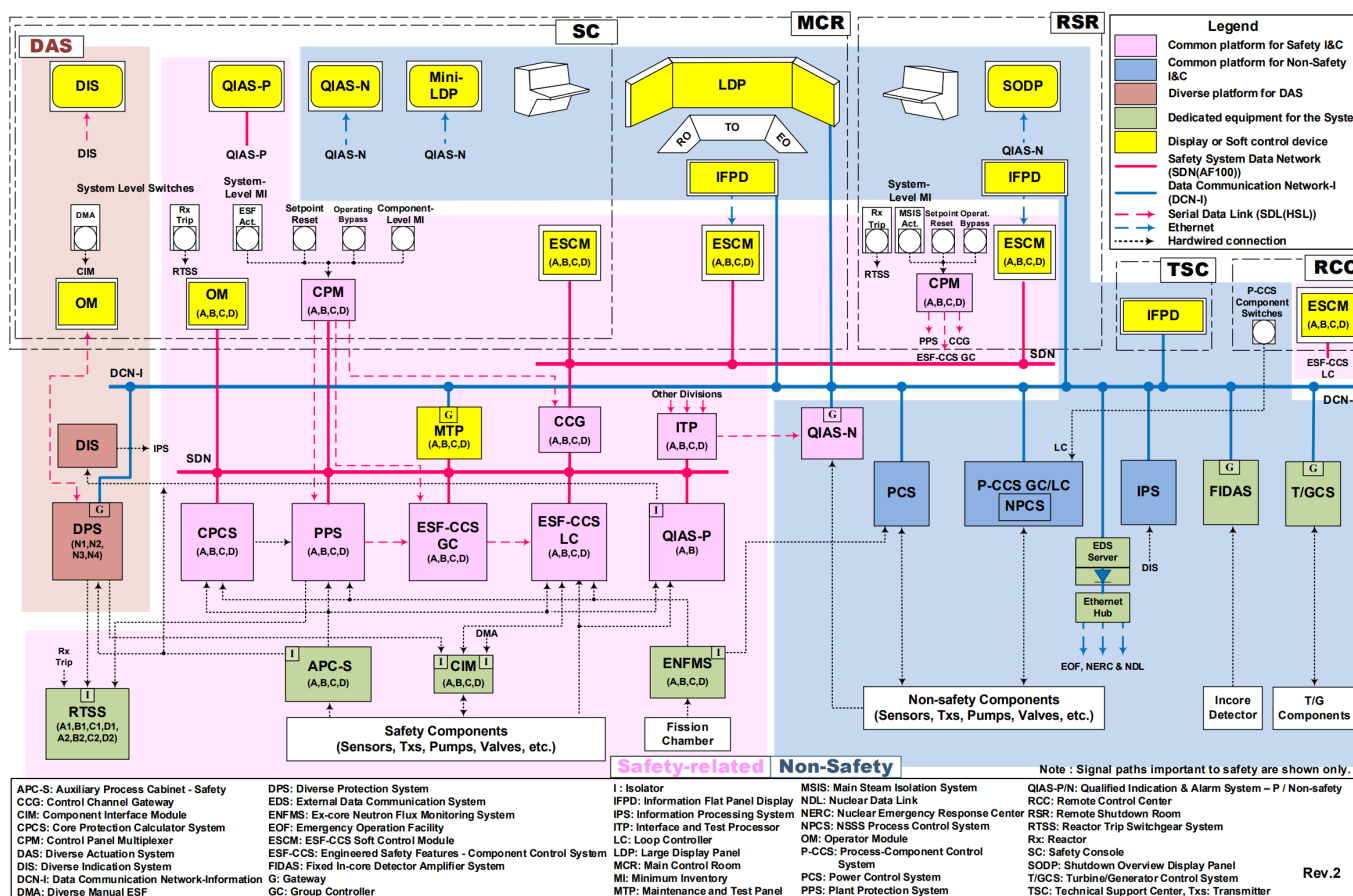 DAS
SC
MCR
RSR
Legend
Common platform for Safety I&C
Common platform for Non-Safety
I&C
Diverse platform for DAS
Dedicated equipment for the Syste
Display or Soft control device
Safety System Data Network
(SDN(AF100))
Data Communication Network-I
(DCN-I)
Serial Data Link (SDL(HSL))
Ethernet
Hardwired connection
DIS
QIAS-P
QIAS-N
Mini-
LDP
LDP
SODP
RO
TO
EO
DIS
QIAS-P
QIAS-N
QIAS-N
QIAS-N
IFPD
IFPD
System Level Switches
System-
Level MI
DMA
Rx
Trip
ESF
Act.
Setpoint
Reset
Operating
Bypass
Component-
Level MI
System-
Level MI
Rx
Trip
MSIS
Act.
Setpoint
Reset
Operat.
Bypass
CIM
RTSS
RTSS
OM
OM
(A,B,C,D)
CPM
(A,B,C,D)
ESCM
(A,B,C,D)
ESCM
(A,B,C,D)
ESCM
(A,B,C,D)
CPM
(A,B,C,D)
PPS
CCG
ESF-CCS GC
SDN
TSC
RCC
IFPD
P-CCS
Component
Switches
ESCM
(A,B,C,D)
ESF-CCS
LC
DCN-I
DCN-
DIS
IPS
G
MTP
(A,B,C,D)
CCG
(A,B,C,D)
Other Divisions
ITP
(A,B,C,D)
G
QIAS-N
LC
SDN
G
DPS
(N1,N2,
N3,N4)
CPCS
(A,B,C,D)
PPS
(A,B,C,D)
ESF-CCS
GC
(A,B,C,D)
ESF-CCS
LC
(A,B,C,D)
I
QIAS-P
(A,B)
PCS
P-CCS GC/LC
NPCS
IPS
G
FIDAS
G
T/GCS
EDS
Server
DIS
Ethernet
Hub
EOF, NERC & NDL
Rx
Trip
DMA
I
RTSS
(A1,B1,C1,D1,
A2,B2,C2,D2)
I
APC-S
(A,B,C,D)
I
I
CIM
(A,B,C,D)
I
ENFMS
(A,B,C,D)
Safety Components
(Sensors, Txs, Pumps, Valves, etc.)
Fission
Chamber
Non-safety Components
(Sensors, Txs, Pumps, Valves, etc.)
Incore
Detector
T/G
Components
Safety-related
Non-Safety
Note : Signal paths important to safety are shown only.
APC-S: Auxiliary Process Cabinet - Safety
CCG: Control Channel Gateway
CIM: Component Interface Module
CPCS: Core Protection Calculator System
CPM: Control Panel Multiplexer
DAS: Diverse Actuation System
DIS: Diverse Indication System
DCN-I: Data Communication Network-Information
DMA: Diverse Manual ESF
DPS: Diverse Protection System
EDS: External Data Communication System
ENFMS: Ex-core Neutron Flux Monitoring System
EOF: Emergency Operation Facility
ESCM: ESF-CCS Soft Control Module
ESF-CCS: Engineered Safety Features - Component Control System
FIDAS: Fixed In-core Detector Amplifier System
G: Gateway
GC: Group Controller
I : Isolator
IFPD: Information Flat Panel Display
IPS: Information Processing System
ITP: Interface and Test Processor
LC: Loop Controller
LDP: Large Display Panel
MCR: Main Control Room
MI: Minimum Inventory
MTP: Maintenance and Test Panel
MSIS: Main Steam Isolation System
NDL: Nuclear Data Link
NERC: Nuclear Emergency Response Center
NPCS: NSSS Process Control System
OM: Operator Module
P-CCS: Process-Component Control
System
PCS: Power Control System
PPS: Plant Protection System
QIAS-P/N: Qualified Indication & Alarm System – P / Non-safety
RCC: Remote Control Center
RSR: Remote Shutdown Room
RTSS: Reactor Trip Switchgear System
Rx: Reactor
SC: Safety Console
SODP: Shutdown Overview Display Panel
T/GCS: Turbine/Generator Control System
TSC: Technical Support Center, Txs: Transmitter
Rev.2